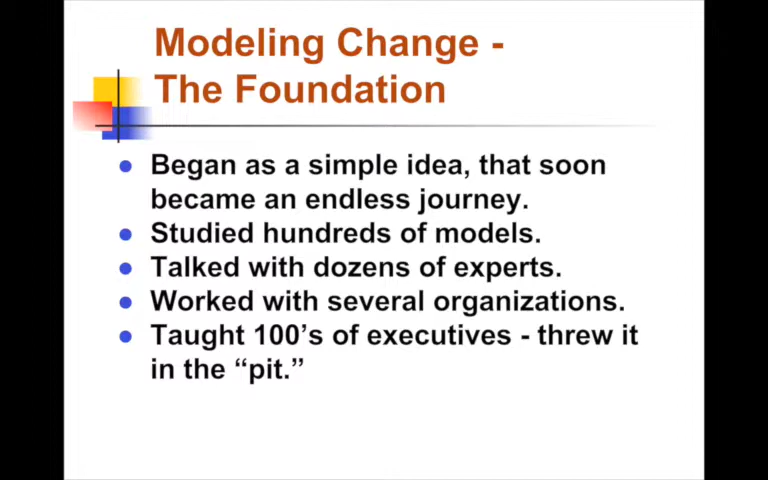 Modeling Change -
The Foundation
Began as a simple idea, that soon
became an endless journey.
Studied hundreds of models.
Talked with dozens of experts.
Worked with several organizations.
Taught 100’s of executives - threw it
in the “pit.”